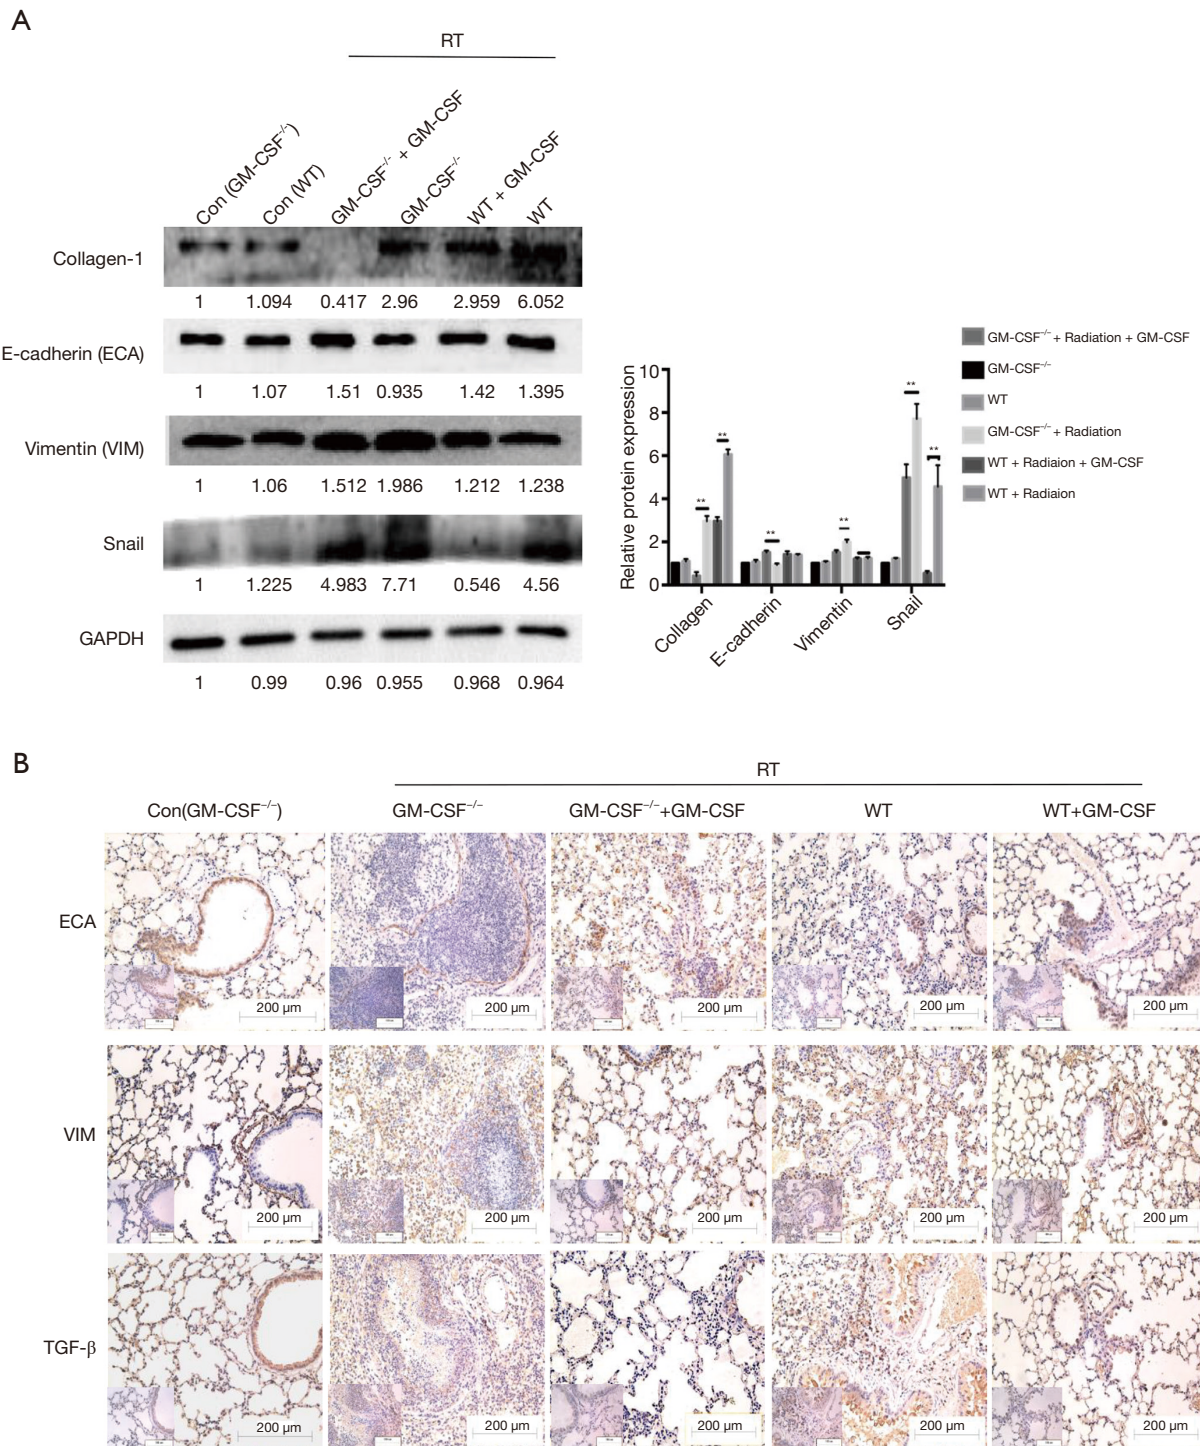 A
RT
Con (GM-CSF⁻/⁻)
Con (WT)
GM-CSF⁻/⁻ + GM-CSF
GM-CSF⁻/⁻
WT + GM-CSF
WT
Collagen-1
1 1.094 0.417 2.96 2.959 6.052
E-cadherin (ECA)
1 1.07 1.51 0.935 1.42 1.395
Vimentin (VIM)
1 1.06 1.512 1.986 1.212 1.238
Snail
1 1.225 4.983 7.71 0.546 4.56
GAPDH
1 0.99 0.96 0.955 0.968 0.964
Relative protein expression
10
8
6
4
2
0
** ** ** ** ** **
Collagen
E-cadherin
Vimentin
Snail
GM-CSF⁻/⁻ + Radiation + GM-CSF
GM-CSF⁻/⁻
WT
GM-CSF⁻/⁻ + Radiation
WT + Radiaion + GM-CSF
WT + Radiaion
B
RT
Con(GM-CSF⁻/⁻) GM-CSF⁻/⁻ GM-CSF⁻/⁻+GM-CSF WT WT+GM-CSF
ECA
200 µm 200 µm 200 µm 200 µm 200 µm
VIM
200 µm 200 µm 200 µm 200 µm 200 µm
TGF-β
200 µm 200 µm 200 µm 200 µm 200 µm